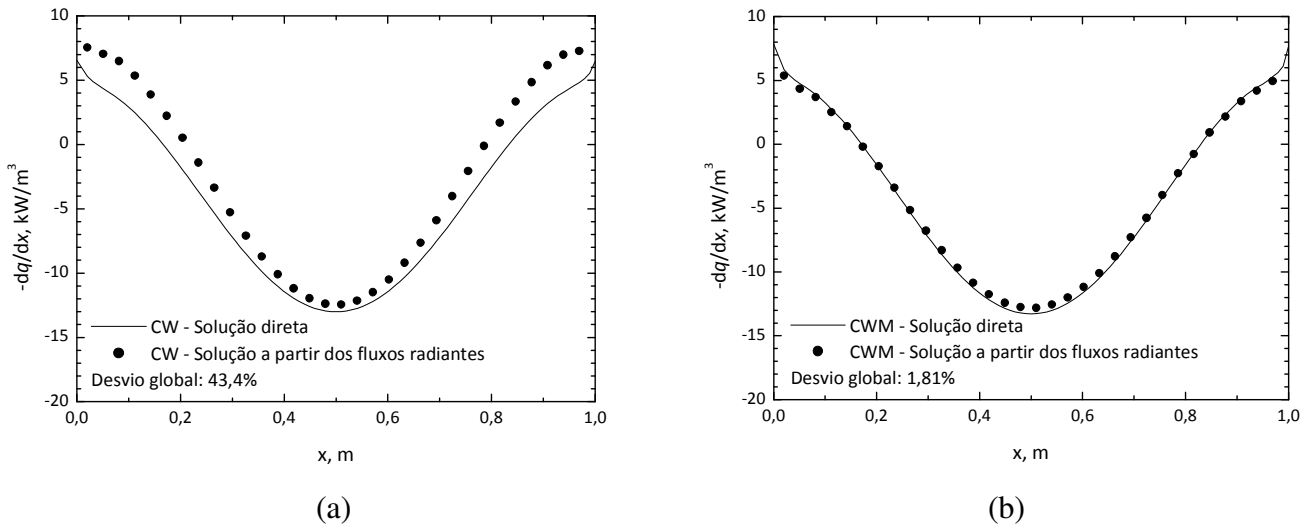 10
5
0
-5
-10
-15
-20
-dq/dx, kW/m³
CW - Solução direta
CW - Solução a partir dos fluxos radiantes
Desvio global: 43,4%
0,0 0,2 0,4 0,6 0,8 1,0
x, m
(a)
10
5
0
-5
-10
-15
-20
-dq/dx, kW/m³
CWM - Solução direta
CWM - Solução a partir dos fluxos radiantes
Desvio global: 1,81%
0,0 0,2 0,4 0,6 0,8 1,0
x, m
(b)